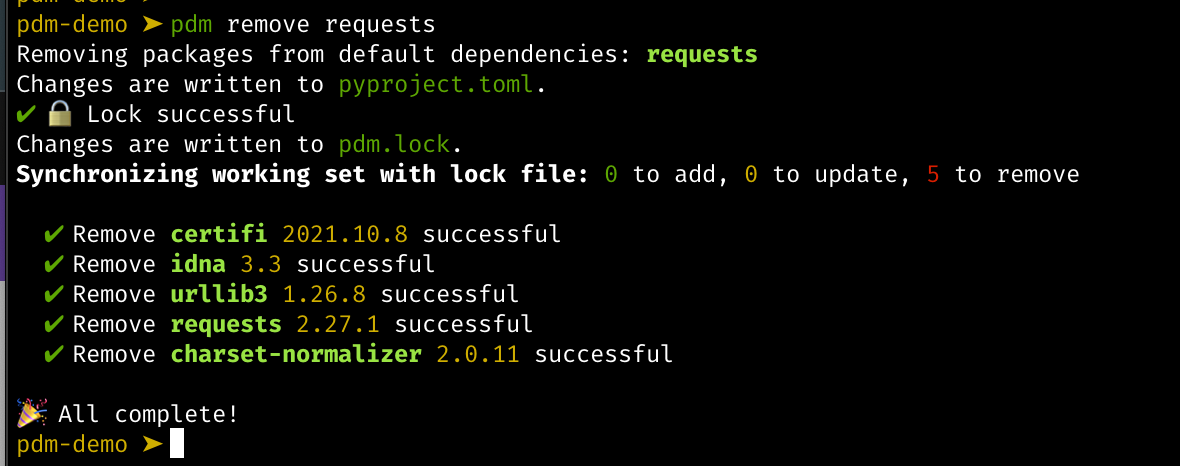 pdm-demo ➤ pdm remove requests
Removing packages from default dependencies: requests
Changes are written to pyproject.toml.
✔ 🔒 Lock successful
Changes are written to pdm.lock.
Synchronizing working set with lock file: 0 to add, 0 to update, 5 to remove
✔ Remove certifi 2021.10.8 successful
✔ Remove idna 3.3 successful
✔ Remove urllib3 1.26.8 successful
✔ Remove requests 2.27.1 successful
✔ Remove charset-normalizer 2.0.11 successful
🎉 All complete!
pdm-demo ➤